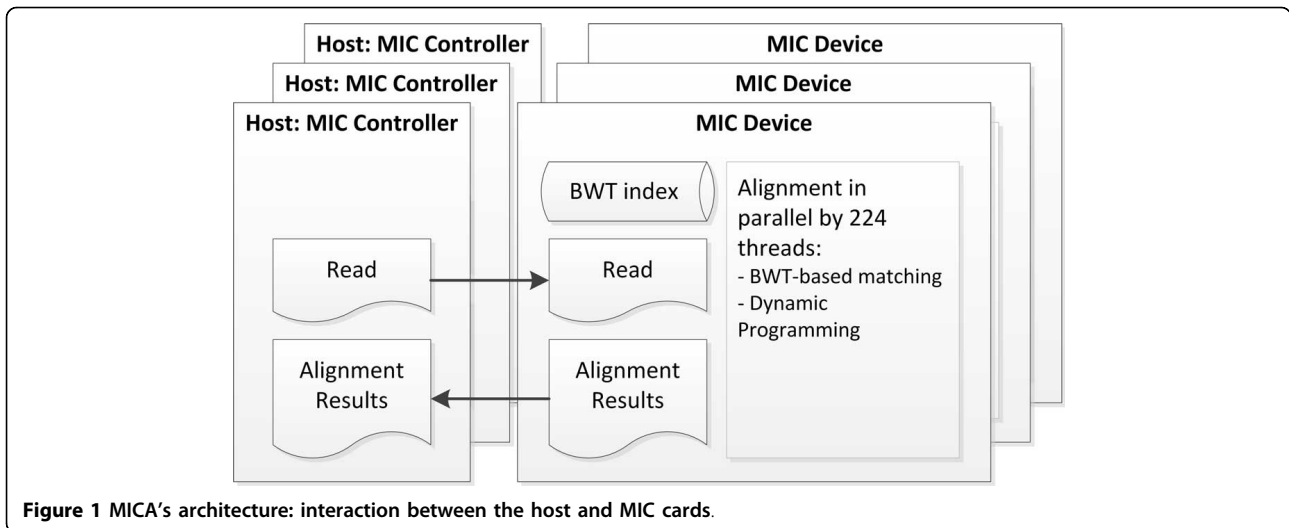 Host: MIC Controller
MIC Device
Host: MIC Controller
MIC Device
Host: MIC Controller
MIC Device
BWT index
Alignment in
parallel by 224
threads:
- BWT-based matching
- Dynamic
Programming
Read
Read
Alignment
Results
Alignment
Results
Figure 1 MICA's architecture: interaction between the host and MIC cards.